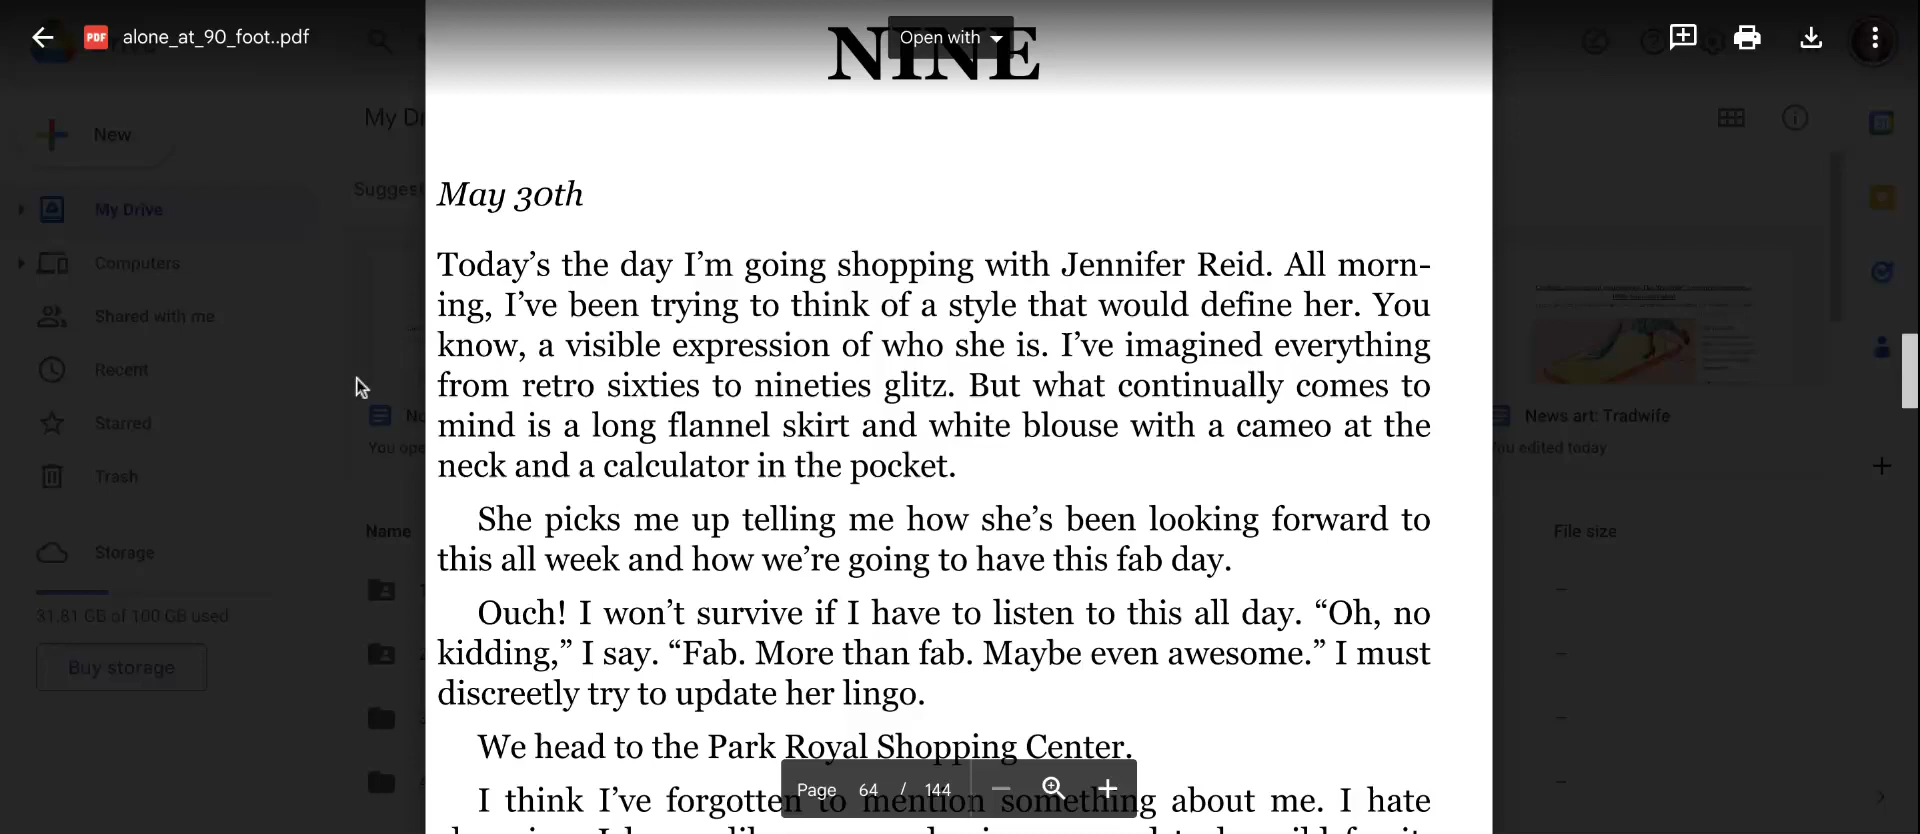 alone_at_90_foot..pdf
Open with
NINE
New
My Drive
Computers
Shared with me
Recent
Starred
Trash
Storage
31.81 GB of 100 GB used
Buy storage
Name
May 30th
Today’s the day I’m going shopping with Jennifer Reid. All morn-
ing, I’ve been trying to think of a style that would define her. You
know, a visible expression of who she is. I’ve imagined everything
from retro sixties to nineties glitz. But what continually comes to
mind is a long flannel skirt and white blouse with a cameo at the
neck and a calculator in the pocket.
She picks me up telling me how she’s been looking forward to
this all week and how we’re going to have this fab day.
Ouch! I won’t survive if I have to listen to this all day. “Oh, no
kidding,” I say. “Fab. More than fab. Maybe even awesome.” I must
discreetly try to update her lingo.
We head to the Park Royal Shopping Center.
I think I’ve forgotten to mention something about me. I hate
Page 64 / 144
News art: Tradwife
You edited today
File size